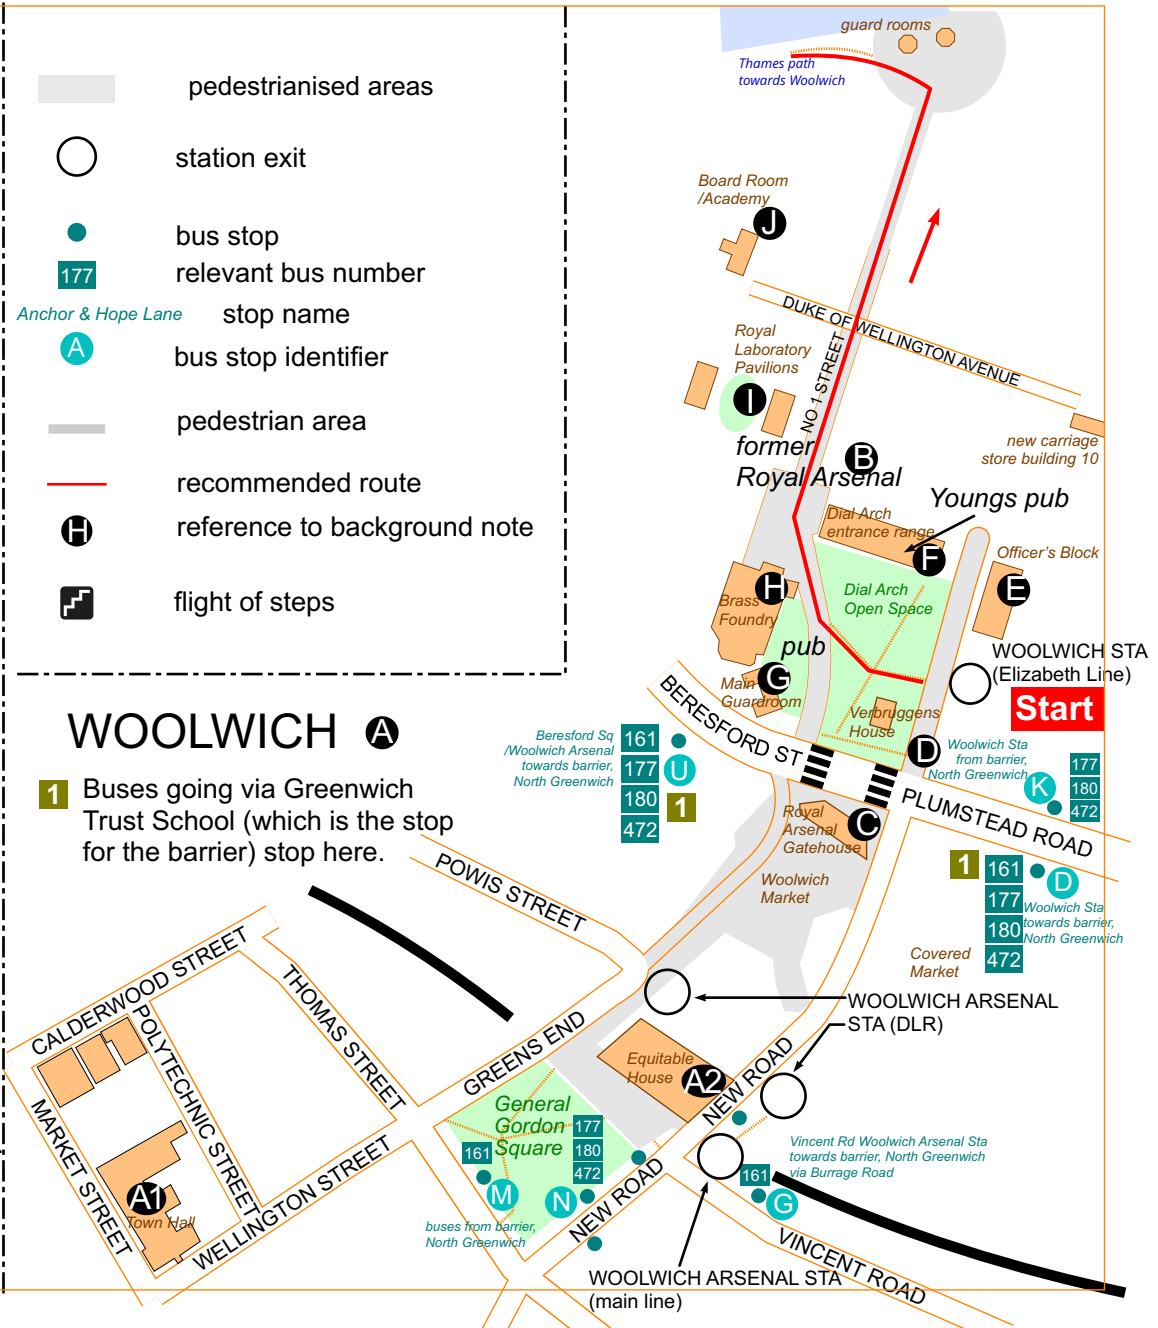 pedestrianised areas
station exit
bus stop
177
relevant bus number
Anchor & Hope Lane
stop name
A
bus stop identifier
pedestrian area
recommended route
H
reference to background note
flight of steps
WOOLWICH A
1
Buses going via Greenwich
Trust School (which is the stop
for the barrier) stop here.
guard rooms
Thames path
towards Woolwich
Board Room
/Academy
J
DUKE OF WELLINGTON AVENUE
Royal
Laboratory
Pavilions
I
NO 1 STREET
former
Royal Arsenal
B
new carriage
store building 10
Youngs pub
Dial Arch
entrance range
F
Officer's Block
E
H
Brass
Foundry
Dial Arch
Open Space
pub
G
Main
Guardroom
WOOLWICH STA
(Elizabeth Line)
Start
Verbruggens
House
D
BERESFORD ST
Beresford Sq
/Woolwich Arsenal
towards barrier,
North Greenwich
161
177
180
472
U
1
Woolwich Sta
from barrier,
North Greenwich
K
177
180
472
PLUMSTEAD ROAD
Royal
Arsenal
Gatehouse
C
Woolwich
Market
1
161
177
180
472
D
Woolwich Sta
towards barrier,
North Greenwich
Covered
Market
POWIS STREET
WOOLWICH ARSENAL
STA (DLR)
CALDERWOOD STREET
THOMAS STREET
POLYTECHNIC STREET
MARKET STREET
GREENS END
WELLINGTON STREET
A1
Town Hall
Equitable
House
A2
NEW ROAD
General
Gordon
Square
177
180
472
161
M
N
buses from barrier,
North Greenwich
NEW ROAD
Vincent Rd Woolwich Arsenal Sta
towards barrier, North Greenwich
via Burrage Road
161
G
VINCENT ROAD
WOOLWICH ARSENAL STA
(main line)